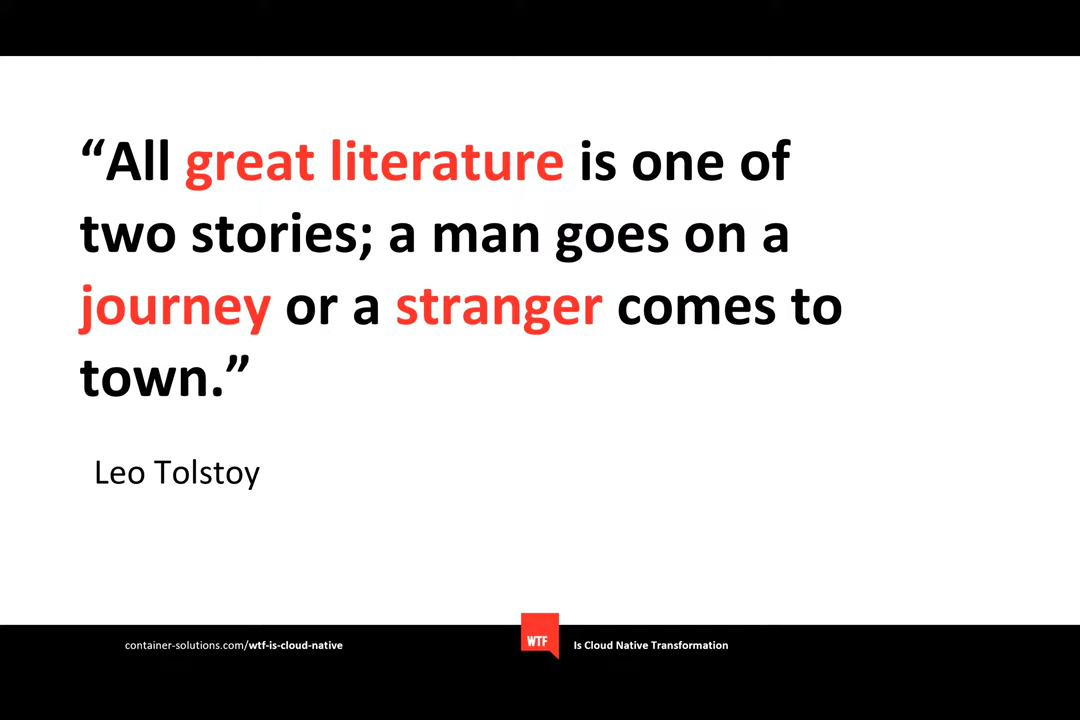 “All great literature is one of
two stories; a man goes on a
journey or a stranger comes to
town.”
Leo Tolstoy
container-solutions.com/wtf-is-cloud-native
WTF
Is Cloud Native Transformation